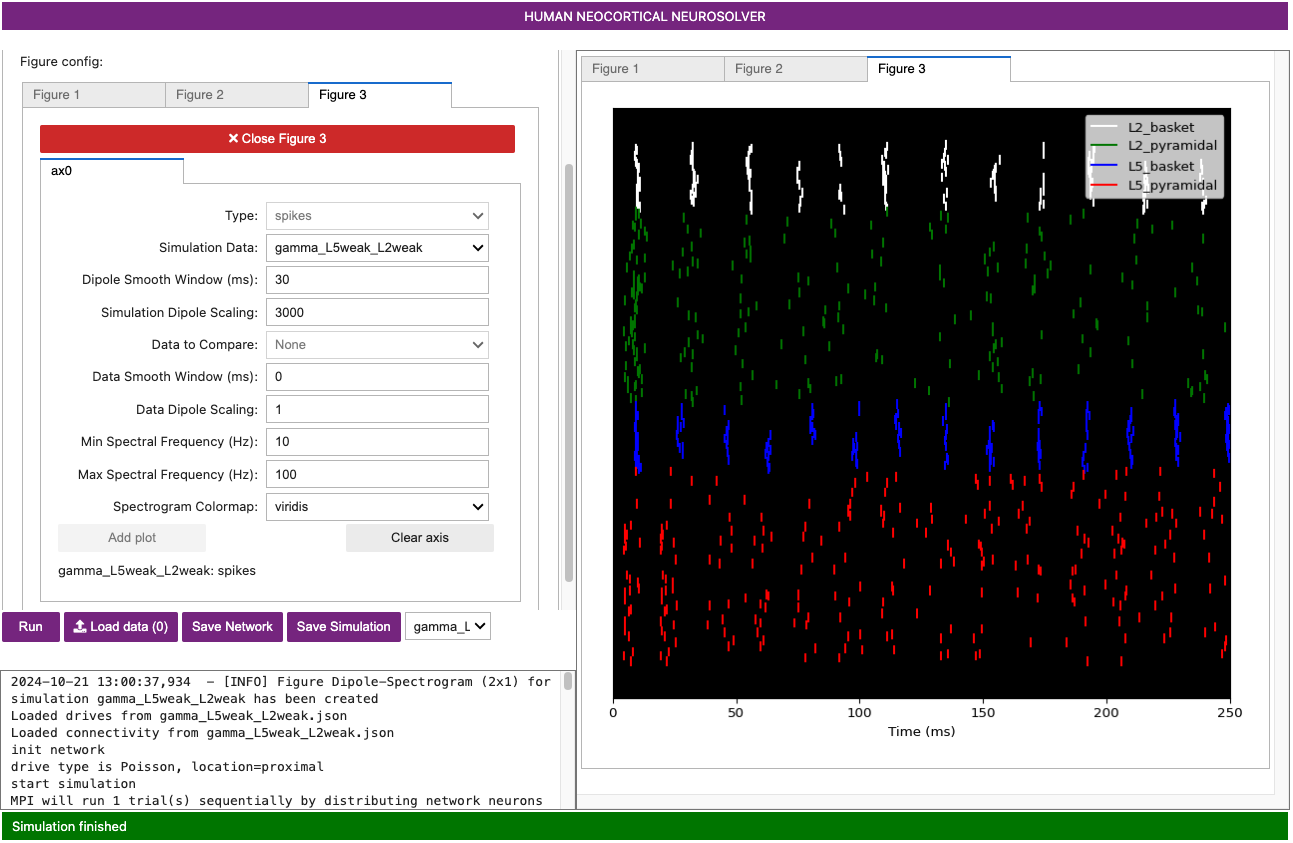 HUMAN NEOCORTICAL NEUROSOLVER
Figure config:
Figure 1 Figure 2 Figure 3
✖ Close Figure 3
ax0
Type: spikes
Simulation Data: gamma_L5weak_L2weak
Dipole Smooth Window (ms): 30
Simulation Dipole Scaling: 3000
Data to Compare: None
Data Smooth Window (ms): 0
Data Dipole Scaling: 1
Min Spectral Frequency (Hz): 10
Max Spectral Frequency (Hz): 100
Spectrogram Colormap: viridis
Add plot Clear axis
gamma_L5weak_L2weak: spikes
Run Load data (0) Save Network Save Simulation gamma_L
2024-10-21 13:00:37,934 - [INFO] Figure Dipole-Spectrogram (2x1) for
simulation gamma_L5weak_L2weak has been created
Loaded drives from gamma_L5weak_L2weak.json
Loaded connectivity from gamma_L5weak_L2weak.json
init network
drive type is Poisson, location=proximal
start simulation
MPI will run 1 trial(s) sequentially by distributing network neurons
Figure 1 Figure 2 Figure 3
L2_basket
L2_pyramidal
L5_basket
L5_pyramidal
0 50 100 150 200 250
Time (ms)
Simulation finished